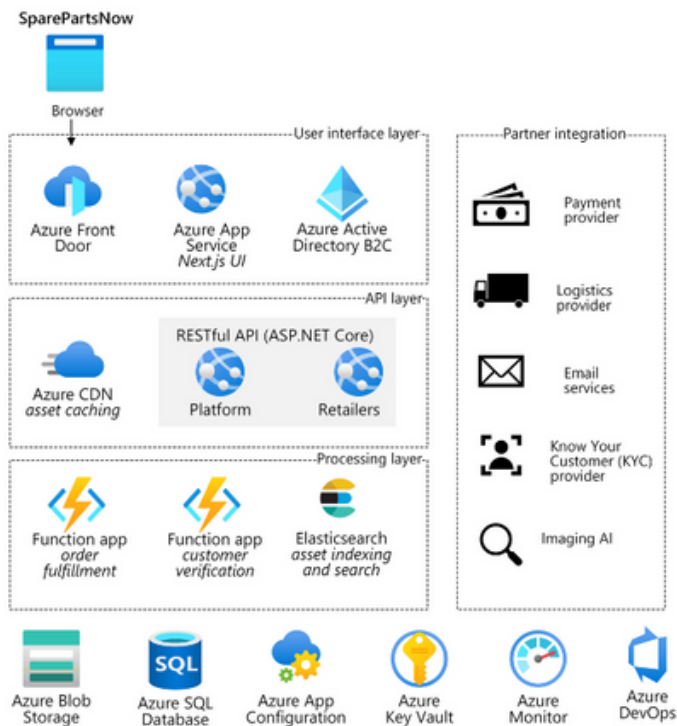 SparePartsNow
Browser
User interface layer
Azure Front
Door
Azure App
Service
Next.js UI
Azure Active
Directory B2C
API layer
Azure CDN
asset caching
RESTful API (ASP.NET Core)
Platform
Retailers
Processing layer
Function app
order
fulfillment
Function app
customer
verification
Elasticsearch
asset indexing
and search
Partner integration
Payment
provider
Logistics
provider
Email
services
Know Your
Customer (KYC)
provider
Imaging AI
Azure Blob
Storage
SQL
Azure SQL
Database
Azure App
Configuration
Azure
Key Vault
Azure
Monitor
Azure
DevOps